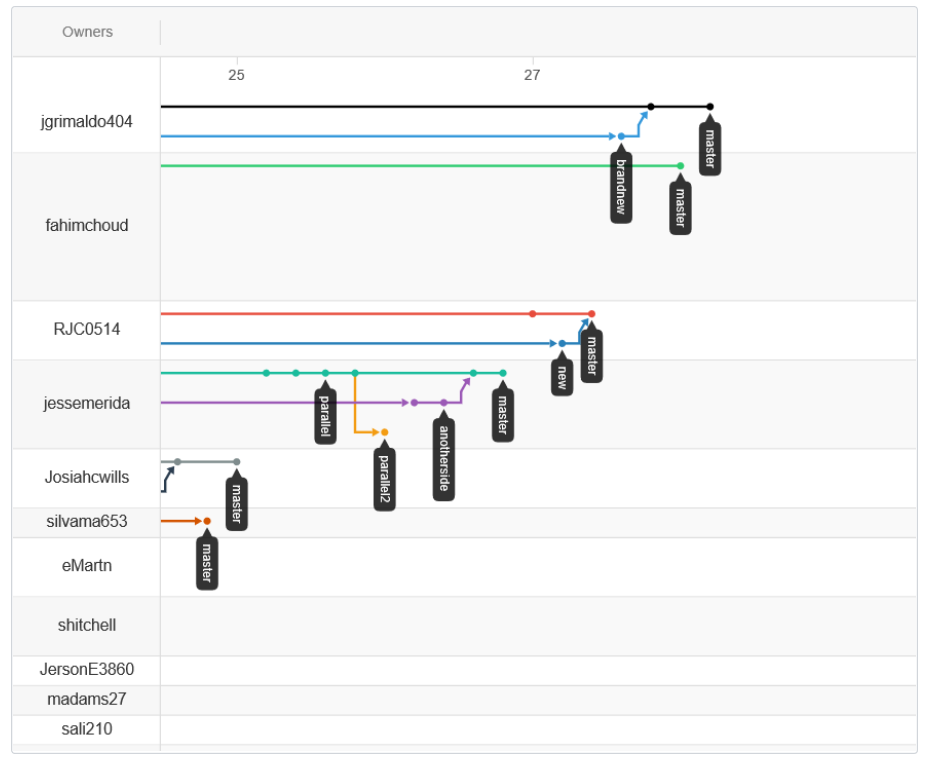 Owners
25
27
jgrimaldo404
master
brandnew
fahimchoud
master
RJC0514
master
new
jessemerida
parallel
master
anotherside
parallel2
Josiahcwills
master
silvama653
master
eMartn
shitchell
JersonE3860
madams27
sali210